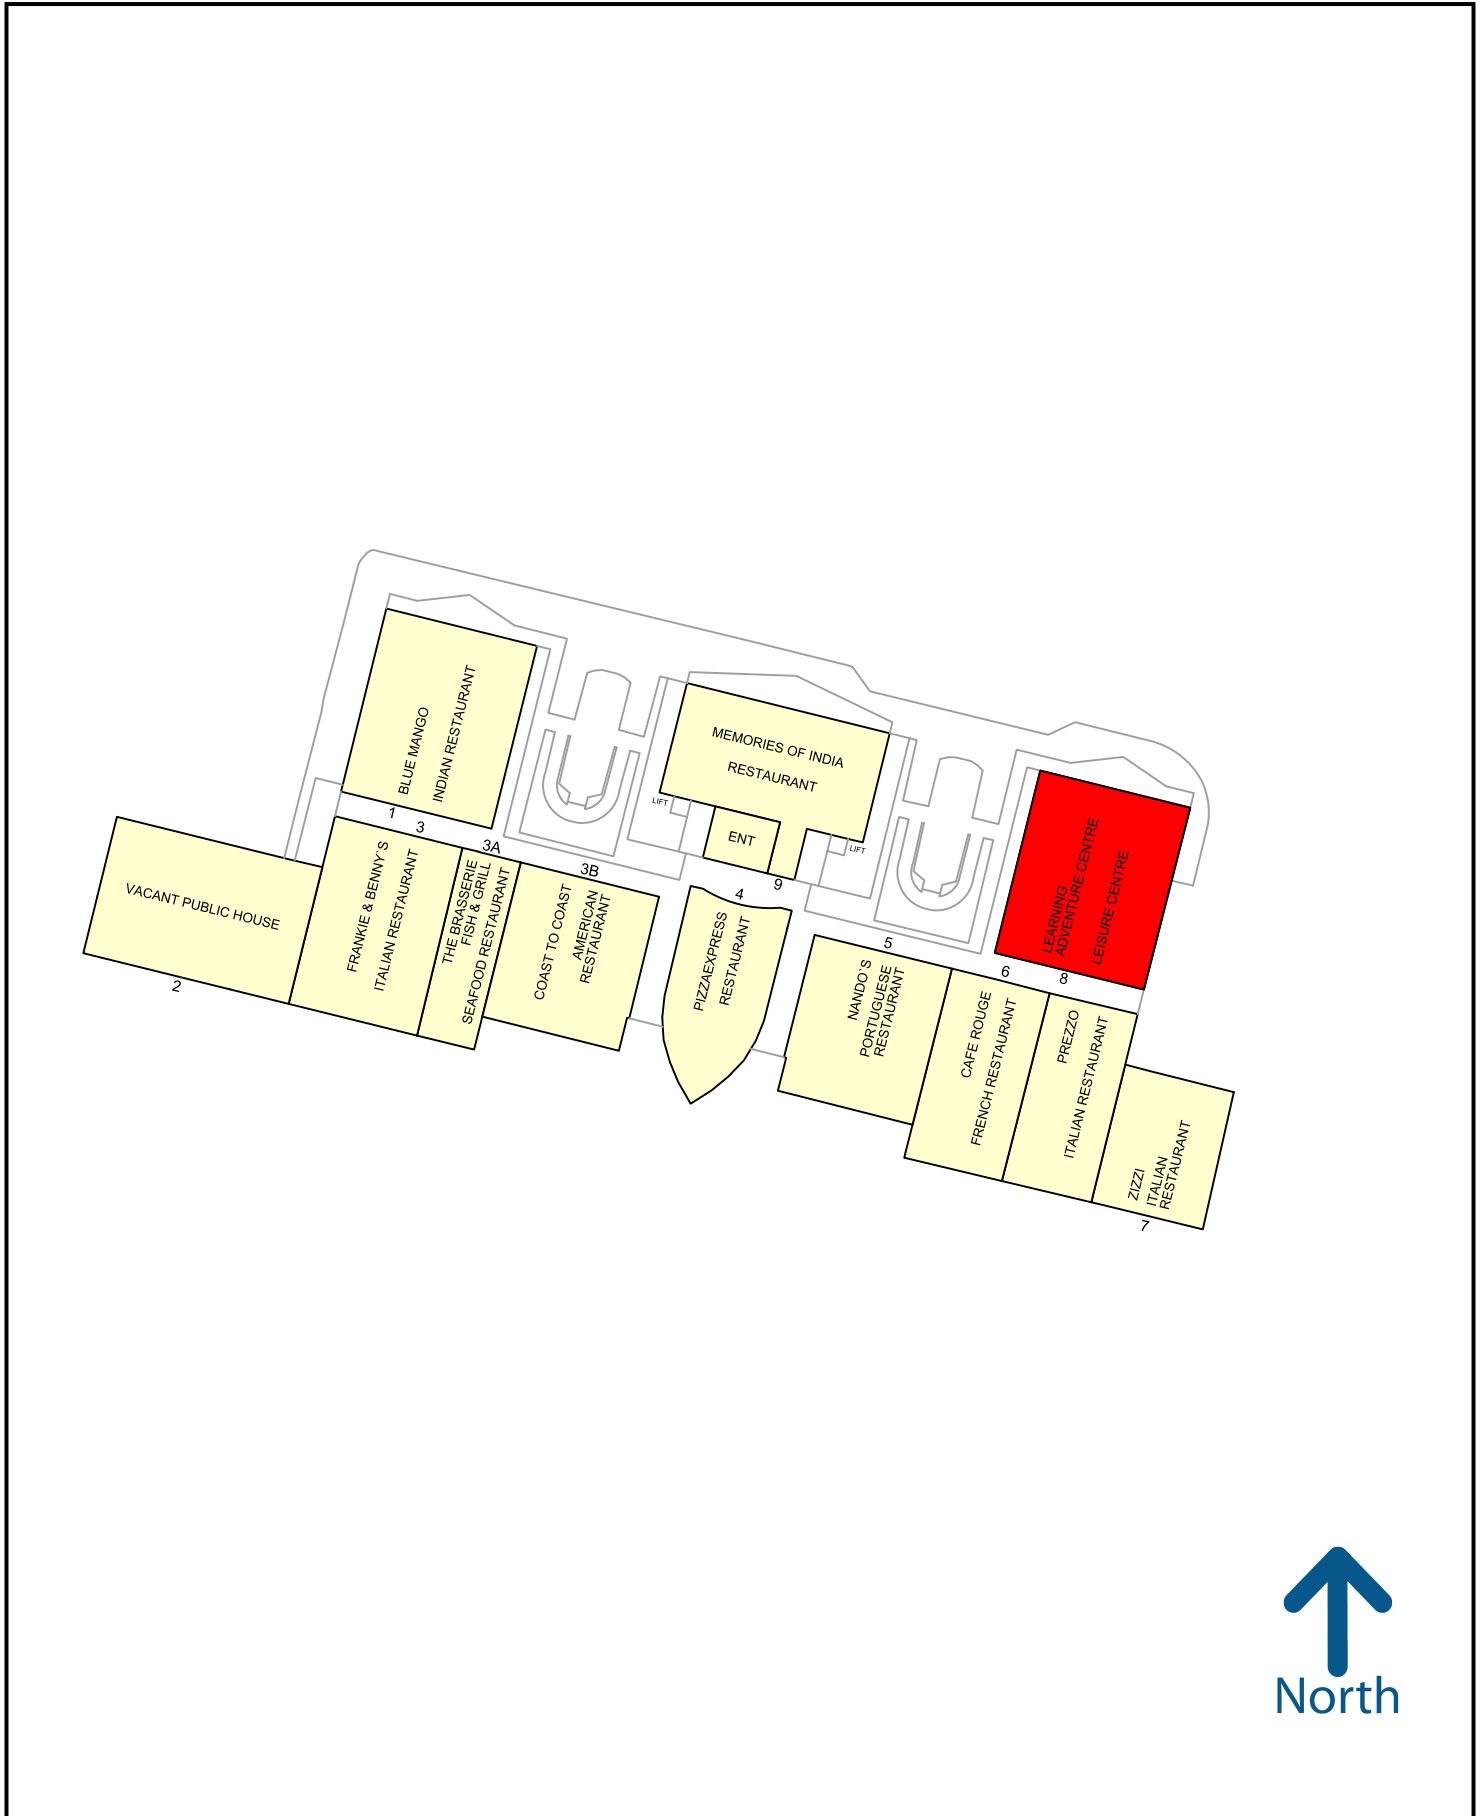 BLUE MANGO
INDIAN RESTAURANT
1
MEMORIES OF INDIA
RESTAURANT
LIFT
ENT
LIFT
9
LEARNING
ADVENTURE CENTRE
LEISURE CENTRE
8
VACANT PUBLIC HOUSE
2
3
FRANKIE & BENNY`S
ITALIAN RESTAURANT
3A
THE BRASSERIE
FISH & GRILL
SEAFOOD RESTAURANT
3B
COAST TO COAST
AMERICAN
RESTAURANT
4
PIZZAEXPRESS
RESTAURANT
5
NANDO`S
PORTUGUESE
RESTAURANT
6
CAFE ROUGE
FRENCH RESTAURANT
PREZZO
ITALIAN RESTAURANT
ZIZZI
ITALIAN
RESTAURANT
7
North